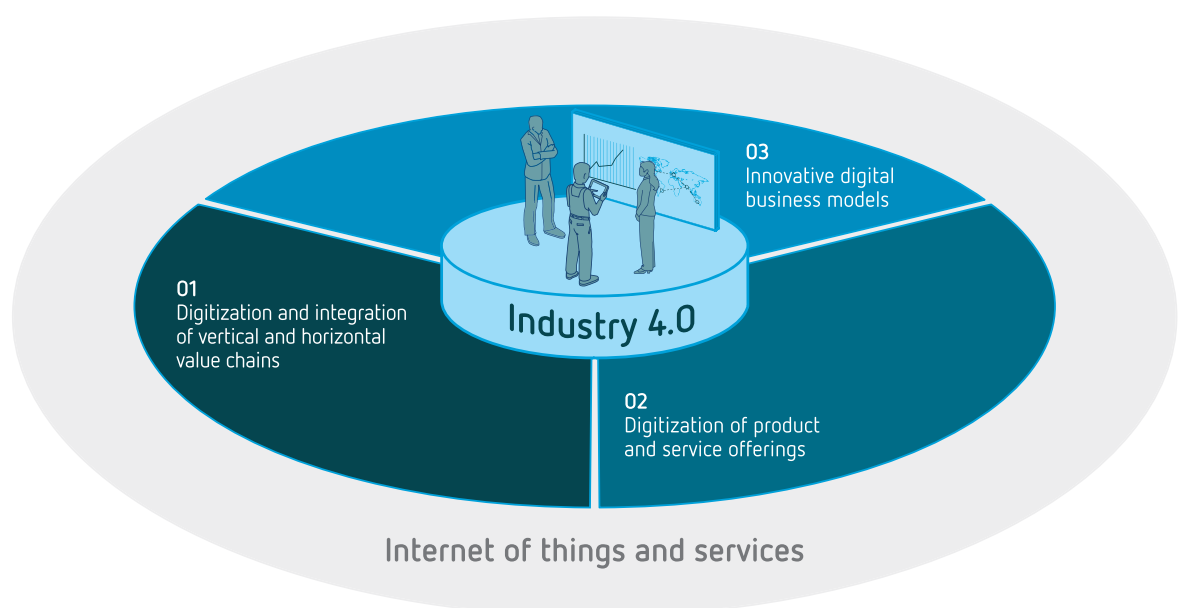 03
Innovative digital
business models
01
Digitization and integration
of vertical and horizontal
value chains
Industry 4.0
02
Digitization of product
and service offerings
Internet of things and services